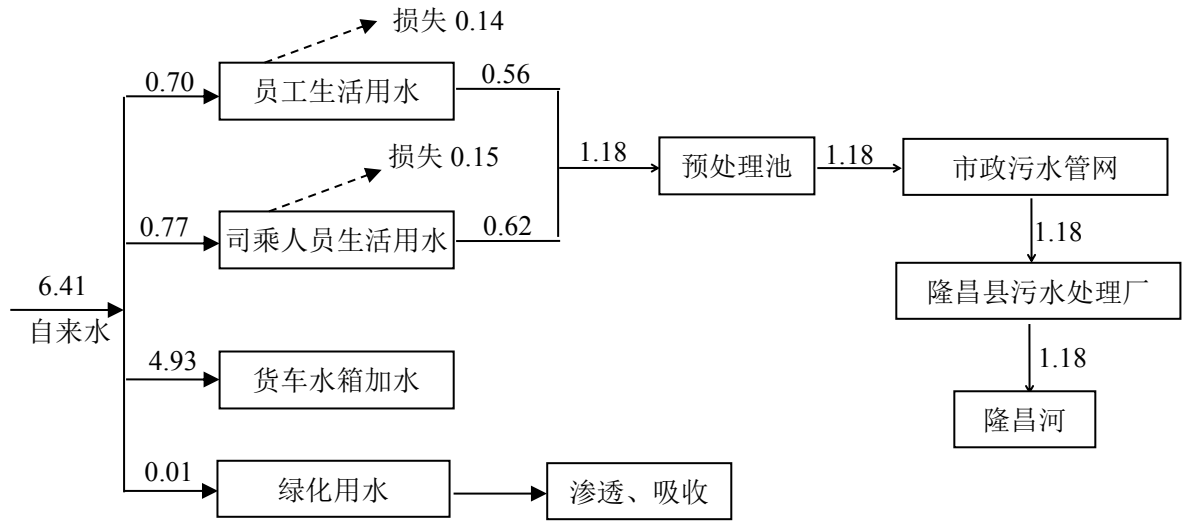 损失 0.14
0.70
员工生活用水
0.56
损失 0.15
1.18
预处理池
1.18
市政污水管网
0.77
司乘人员生活用水
0.62
1.18
6.41
自来水
隆昌县污水处理厂
4.93
货车水箱加水
1.18
隆昌河
0.01
绿化用水
渗透、吸收